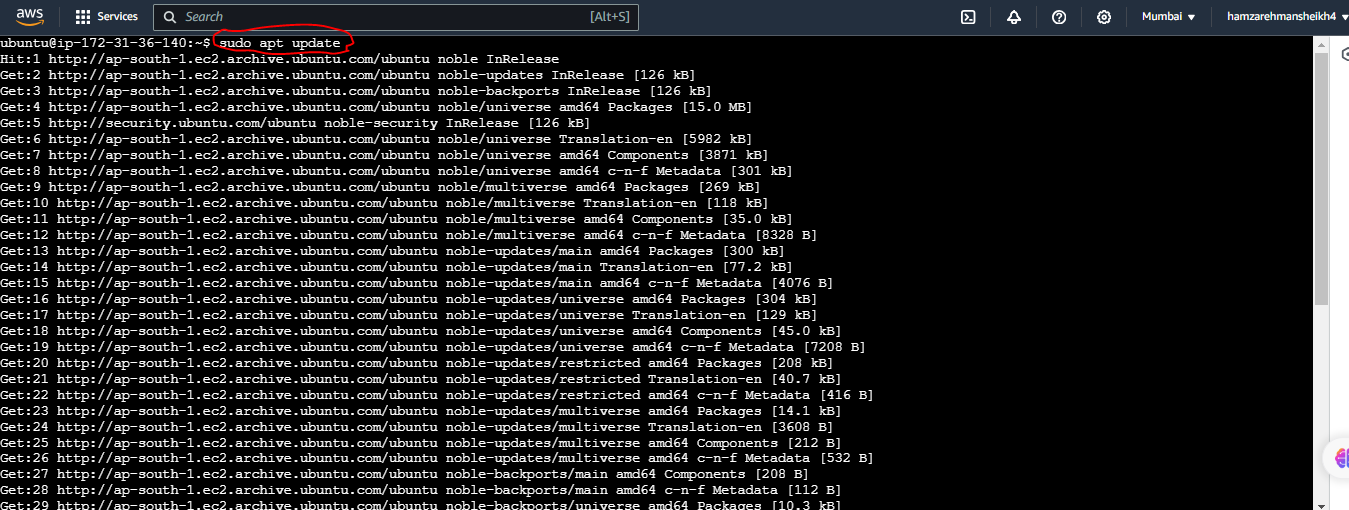 aws Services Search [Alt+S] Mumbai hamzarehmansheikh4
ubuntu@ip-172-31-36-140:~$ sudo apt update
Hit:1 http://ap-south-1.ec2.archive.ubuntu.com/ubuntu noble InRelease
Get:2 http://ap-south-1.ec2.archive.ubuntu.com/ubuntu noble-updates InRelease [126 kB]
Get:3 http://ap-south-1.ec2.archive.ubuntu.com/ubuntu noble-backports InRelease [126 kB]
Get:4 http://ap-south-1.ec2.archive.ubuntu.com/ubuntu noble/universe amd64 Packages [15.0 MB]
Get:5 http://security.ubuntu.com/ubuntu noble-security InRelease [126 kB]
Get:6 http://ap-south-1.ec2.archive.ubuntu.com/ubuntu noble/universe Translation-en [5982 kB]
Get:7 http://ap-south-1.ec2.archive.ubuntu.com/ubuntu noble/universe amd64 Components [3871 kB]
Get:8 http://ap-south-1.ec2.archive.ubuntu.com/ubuntu noble/universe amd64 c-n-f Metadata [301 kB]
Get:9 http://ap-south-1.ec2.archive.ubuntu.com/ubuntu noble/multiverse amd64 Packages [269 kB]
Get:10 http://ap-south-1.ec2.archive.ubuntu.com/ubuntu noble/multiverse Translation-en [118 kB]
Get:11 http://ap-south-1.ec2.archive.ubuntu.com/ubuntu noble/multiverse amd64 Components [35.0 kB]
Get:12 http://ap-south-1.ec2.archive.ubuntu.com/ubuntu noble/multiverse amd64 c-n-f Metadata [8328 B]
Get:13 http://ap-south-1.ec2.archive.ubuntu.com/ubuntu noble-updates/main amd64 Packages [300 kB]
Get:14 http://ap-south-1.ec2.archive.ubuntu.com/ubuntu noble-updates/main Translation-en [77.2 kB]
Get:15 http://ap-south-1.ec2.archive.ubuntu.com/ubuntu noble-updates/main amd64 c-n-f Metadata [4076 B]
Get:16 http://ap-south-1.ec2.archive.ubuntu.com/ubuntu noble-updates/universe amd64 Packages [304 kB]
Get:17 http://ap-south-1.ec2.archive.ubuntu.com/ubuntu noble-updates/universe Translation-en [129 kB]
Get:18 http://ap-south-1.ec2.archive.ubuntu.com/ubuntu noble-updates/universe amd64 Components [45.0 kB]
Get:19 http://ap-south-1.ec2.archive.ubuntu.com/ubuntu noble-updates/universe amd64 c-n-f Metadata [7208 B]
Get:20 http://ap-south-1.ec2.archive.ubuntu.com/ubuntu noble-updates/restricted amd64 Packages [208 kB]
Get:21 http://ap-south-1.ec2.archive.ubuntu.com/ubuntu noble-updates/restricted Translation-en [40.7 kB]
Get:22 http://ap-south-1.ec2.archive.ubuntu.com/ubuntu noble-updates/restricted amd64 c-n-f Metadata [416 B]
Get:23 http://ap-south-1.ec2.archive.ubuntu.com/ubuntu noble-updates/multiverse amd64 Packages [14.1 kB]
Get:24 http://ap-south-1.ec2.archive.ubuntu.com/ubuntu noble-updates/multiverse Translation-en [3608 B]
Get:25 http://ap-south-1.ec2.archive.ubuntu.com/ubuntu noble-updates/multiverse amd64 Components [212 B]
Get:26 http://ap-south-1.ec2.archive.ubuntu.com/ubuntu noble-updates/multiverse amd64 c-n-f Metadata [532 B]
Get:27 http://ap-south-1.ec2.archive.ubuntu.com/ubuntu noble-backports/main amd64 Components [208 B]
Get:28 http://ap-south-1.ec2.archive.ubuntu.com/ubuntu noble-backports/main amd64 c-n-f Metadata [112 B]
Get:29 http://ap-south-1.ec2.archive.ubuntu.com/ubuntu noble-backports/universe amd64 Packages [10.3 kB]